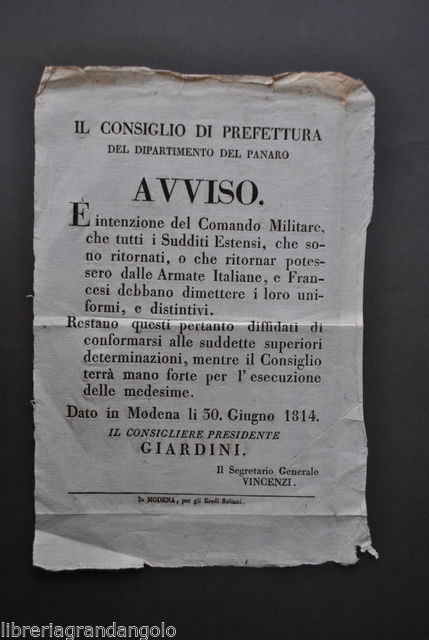 IL CONSIGLIO DI PREFETTURA
DEL DIPARTIMENTO DEL PANARO
AVVISO.
È intenzione del Comando Militare,
che tutti i Sudditi Estensi, che so-
no ritornati, o che ritornar potes-
sero dalle Armate Italiane, e Fran-
cesi debbano dimettere i loro uni-
formi, e distintivi.
Restano questi pertanto diffidati di
conformarsi alle suddette superiori
determinazioni, mentre il Consiglio
terrà mano forte per l'esecuzione
delle medesime.
Dato in Modena li 30. Giugno 1814.
IL CONSIGLIERE PRESIDENTE
GIARDINI.
Il Segretario Generale
VINCENZI.
In MODENA, per gli Eredi Soliani.
libreriagrandangolo